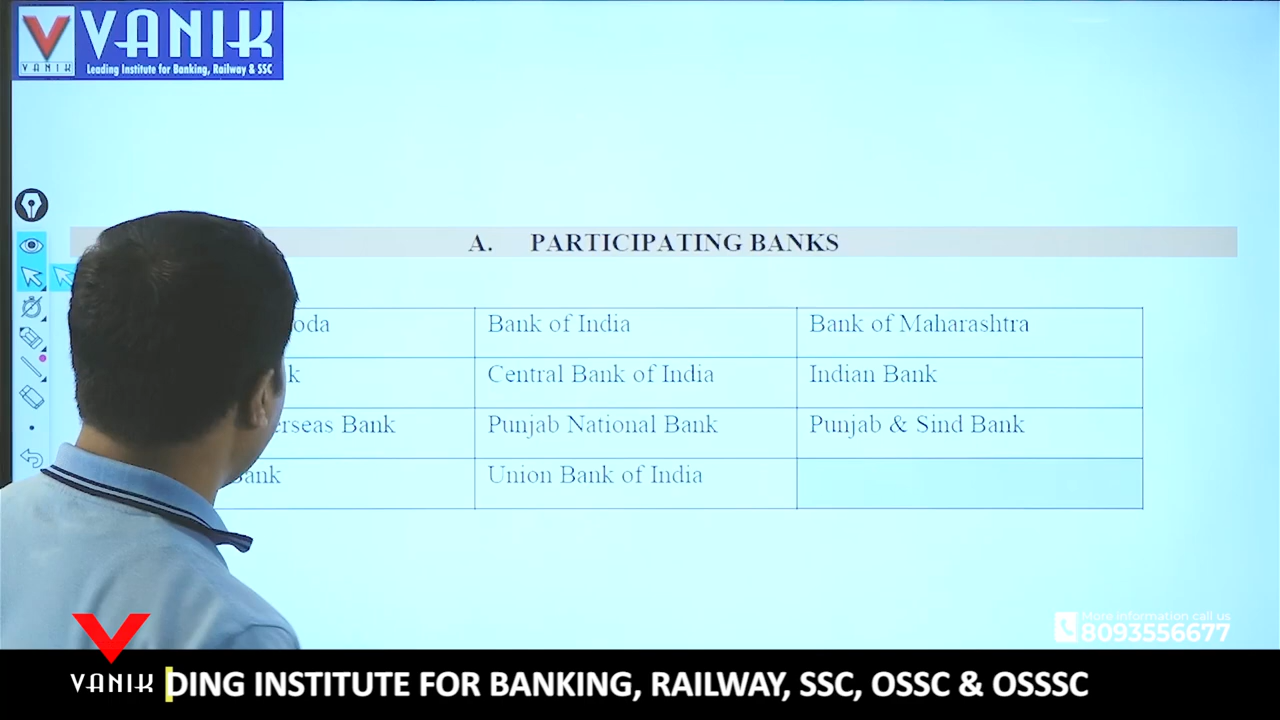 VANIK
VANIK
Leading Institute for Banking, Railway & SSC
A. PARTICIPATING BANKS
Bank of India
Bank of Maharashtra
Central Bank of India
Indian Bank
Bank
Punjab National Bank
Punjab & Sind Bank
Bank
Union Bank of India
More information call us
8093556677
VANIK
DING INSTITUTE FOR BANKING, RAILWAY, SSC, OSSC & OSSSC